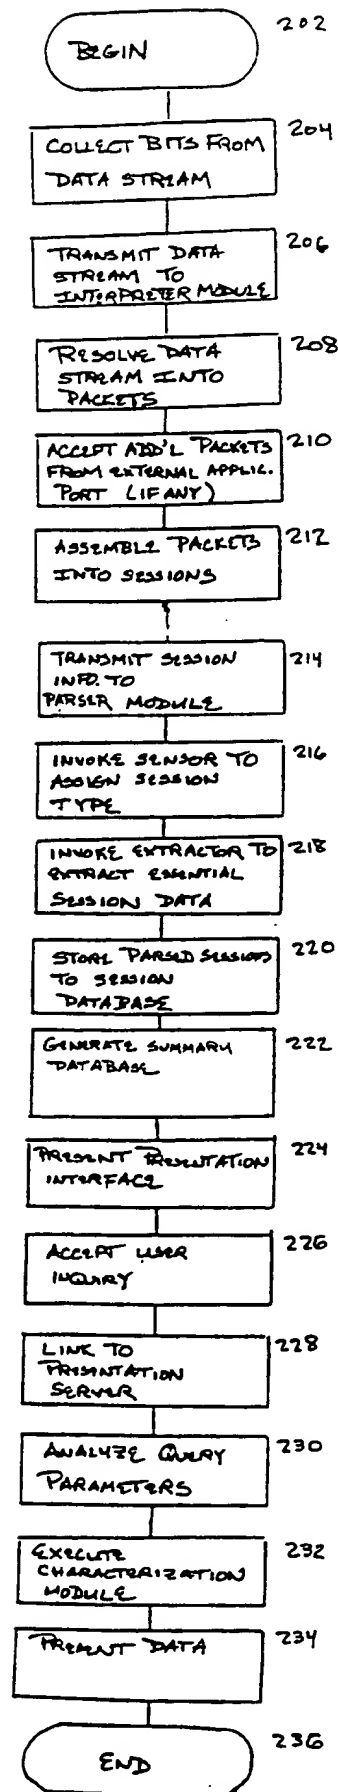 BEGIN
202
COLLECT BITS FROM
DATA STREAM
204
TRANSMIT DATA
STREAM TO
INTERPRETER MODULE
206
RESOLVE DATA
STREAM INTO
PACKETS
208
ACCEPT ADD'L PACKETS
FROM EXTERNAL APPLIC.
PORT (IF ANY)
210
ASSEMBLE PACKETS
INTO SESSIONS
212
TRANSMIT SESSION
INFO. TO
PARSER MODULE
214
INVOKE SENSOR TO
ASSIGN SESSION
TYPE
216
INVOKE EXTRACTOR TO
EXTRACT ESSENTIAL
SESSION DATA
218
STORE PARSED SESSIONS
TO SESSION
DATABASE
220
GENERATE SUMMARY
DATABASE
222
PRESENT PRESENTATION
INTERFACE
224
ACCEPT USER
INQUIRY
226
LINK TO
PRESENTATION
SERVER
228
ANALYZE QUERY
PARAMETERS
230
EXECUTE
CHARACTERIZATION
MODULE
232
PRESENT DATA
234
END
236